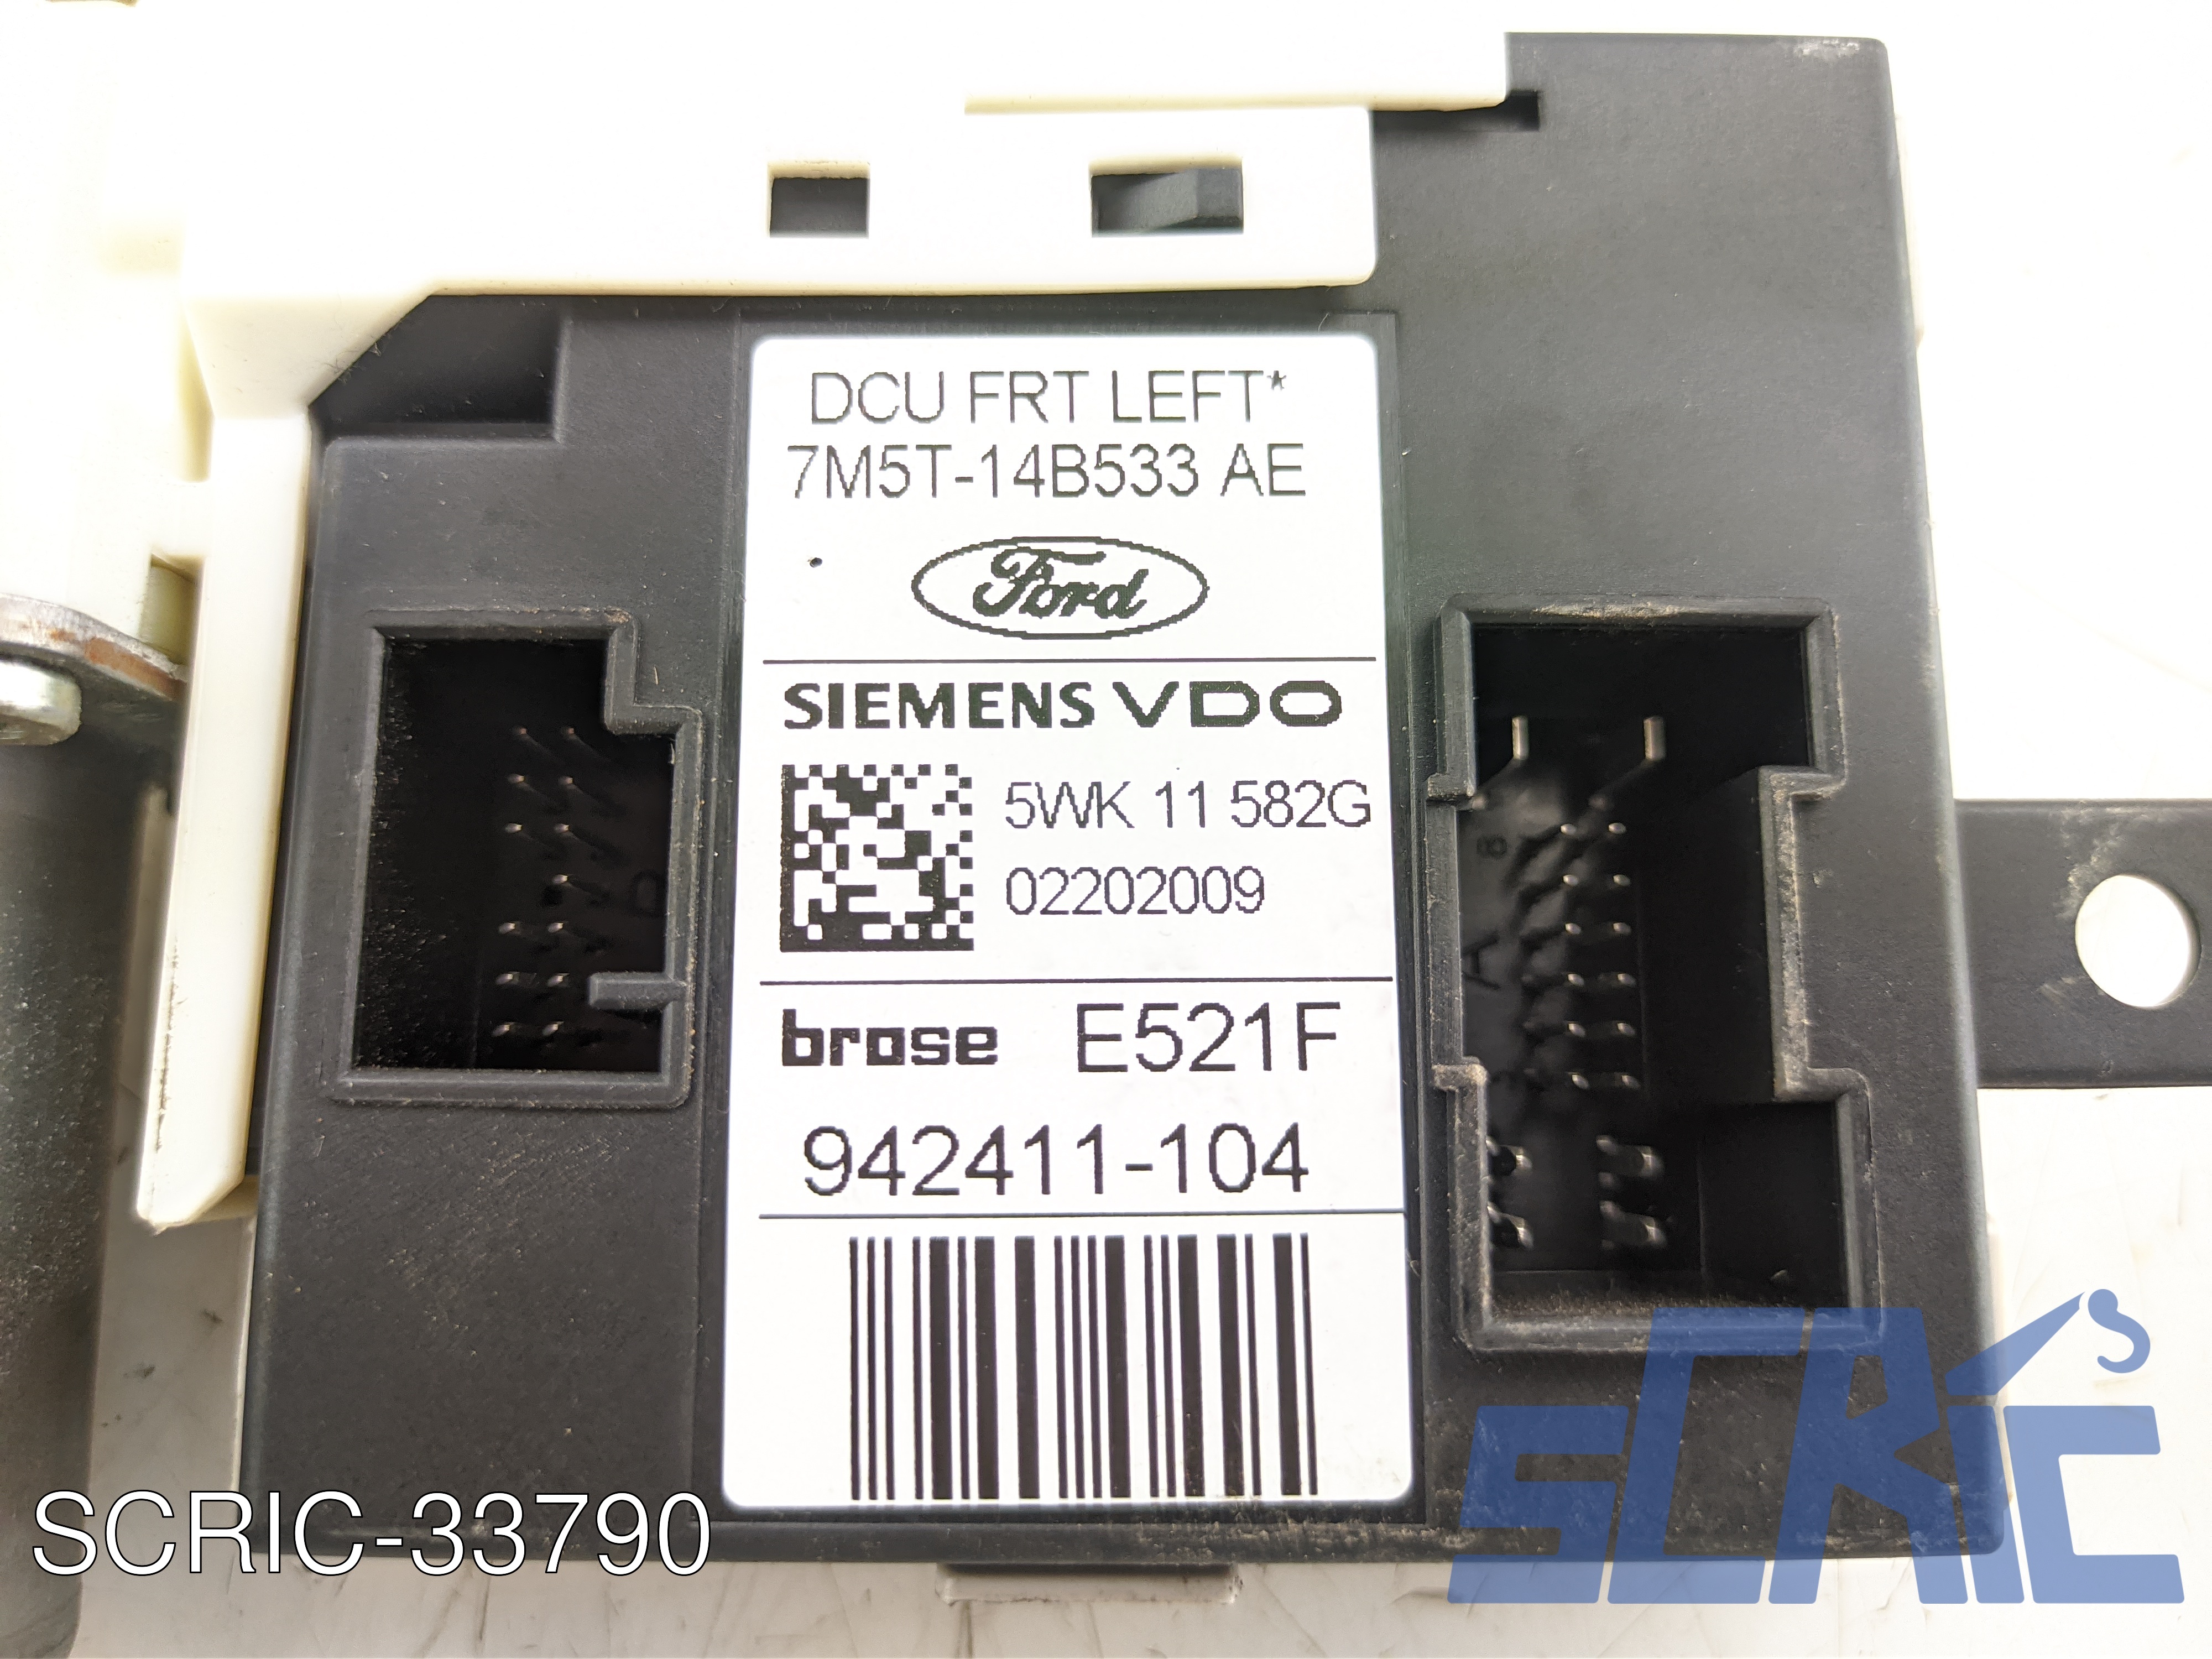 DCU FRT LEFT*
7M5T-14B533 AE
Ford
SIEMENS VDO
5WK 11 582G
02202009
brose E521F
942411-104
8
A
B
SCRIC-33790
SCRIC'S